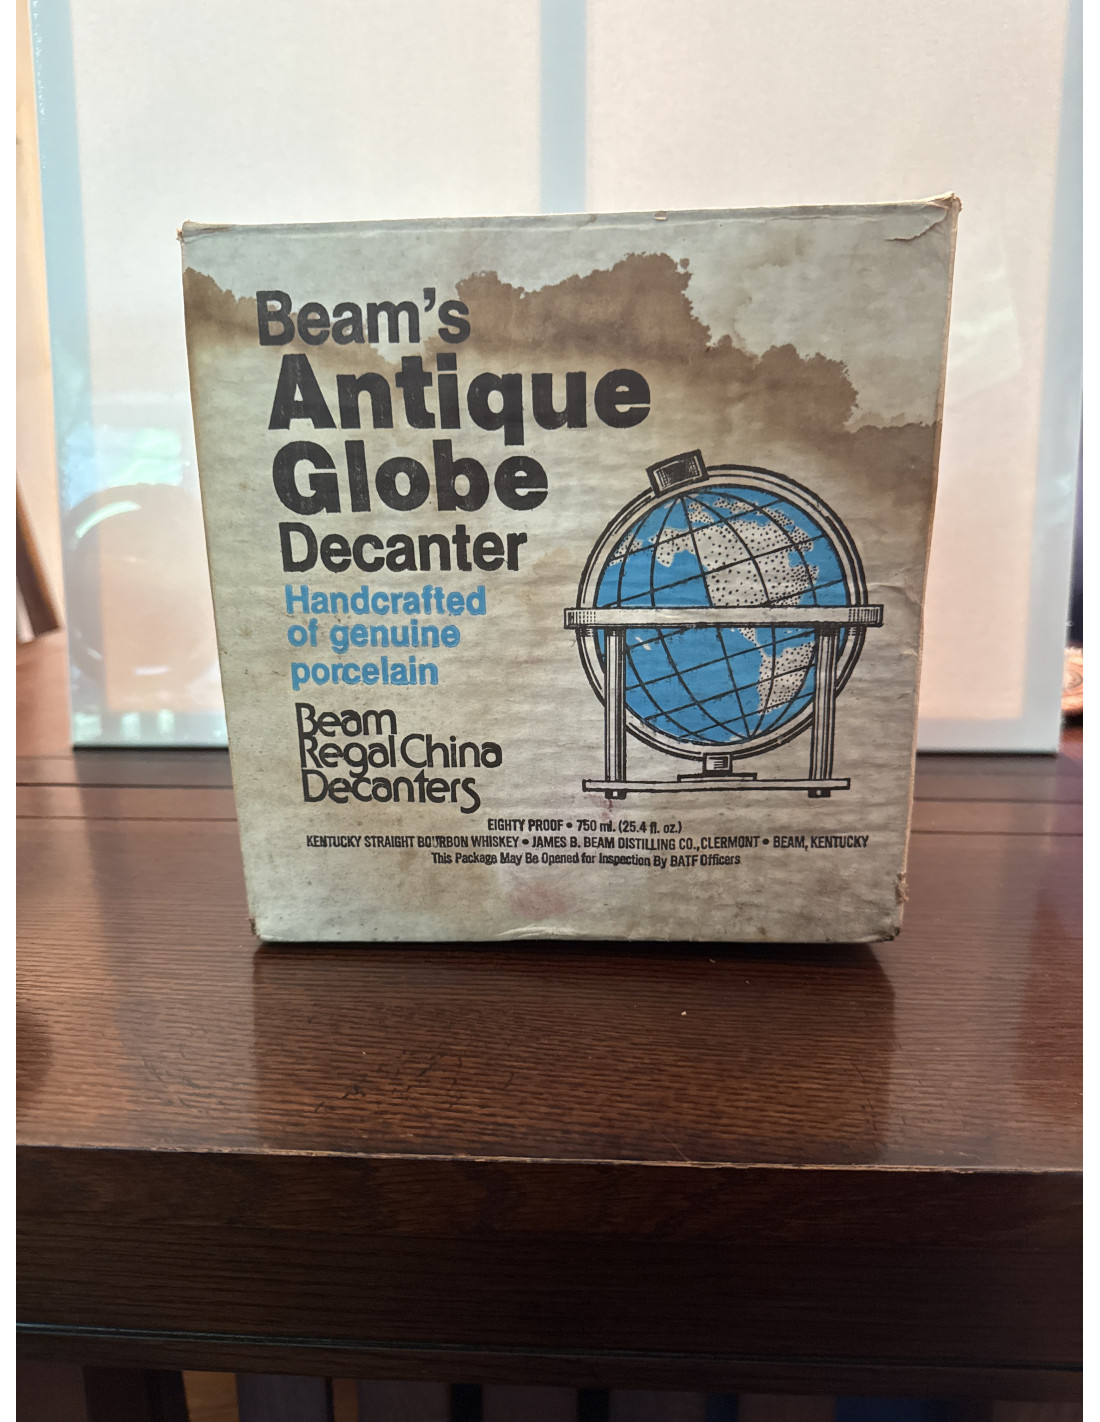 Beam's
Antique
Globe
Decanter
Handcrafted
of genuine
porcelain
Beam
Regal China
Decanters
EIGHTY PROOF • 750 ml. (25.4 fl. oz.)
KENTUCKY STRAIGHT BOURBON WHISKEY • JAMES B. BEAM DISTILLING CO., CLERMONT • BEAM, KENTUCKY
This Package May Be Opened for Inspection By BATF Officers